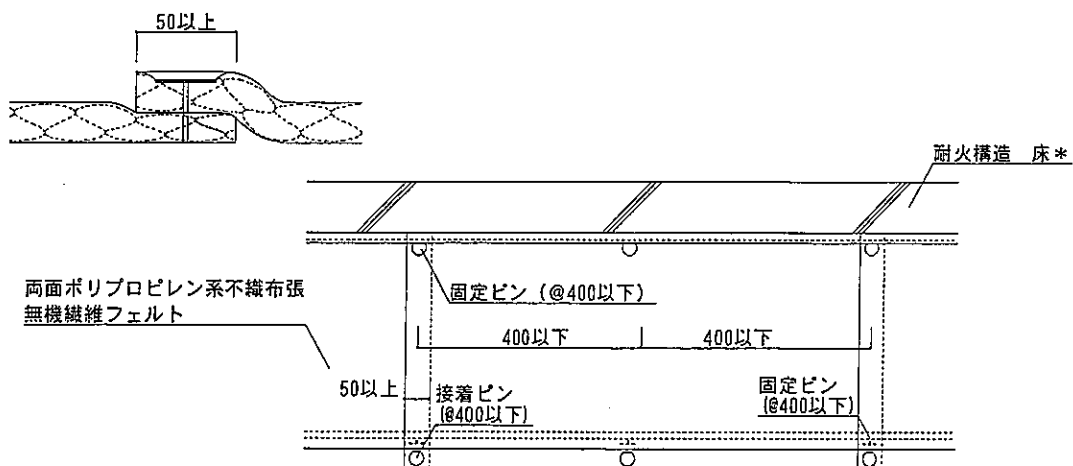 50以上
耐火構造 床*
両面ポリプロピレン系不織布張
無機繊維フェルト
固定ピン (@400以下)
400以下
400以下
50以上
接着ピン
(@400以下)
固定ピン
(@400以下)